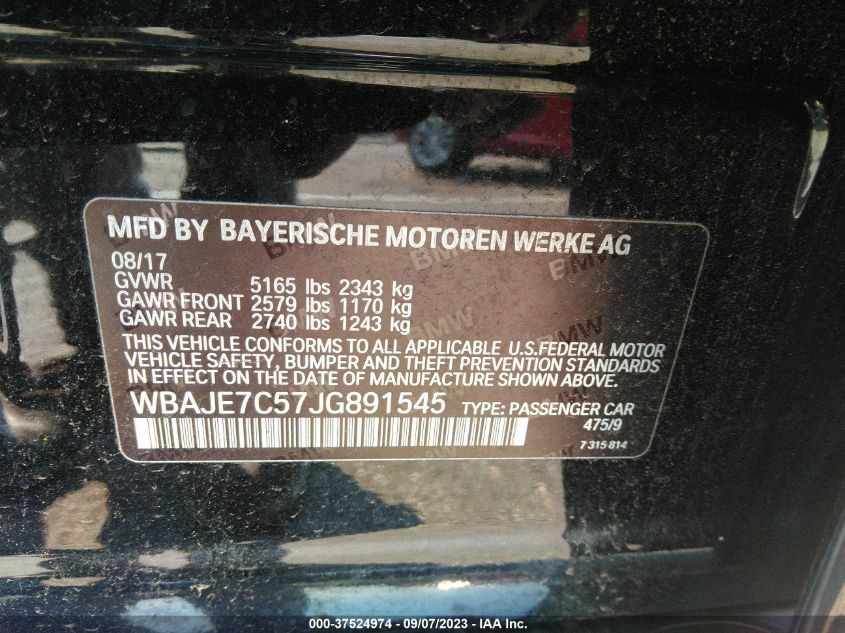 MFD BY BAYERISCHE MOTOREN WERKE AG
08/17
GVWR 5165 lbs 2343 kg
GAWR FRONT 2579 lbs 1170 kg
GAWR REAR 2740 lbs 1243 kg
THIS VEHICLE CONFORMS TO ALL APPLICABLE U.S.FEDERAL MOTOR
VEHICLE SAFETY, BUMPER AND THEFT PREVENTION STANDARDS
IN EFFECT ON THE DATE OF MANUFACTURE SHOWN ABOVE.
WBAJE7C57JG891545 TYPE: PASSENGER CAR
475/9
7 315 814
000-37524974 - 09/07/2023 - IAA Inc.